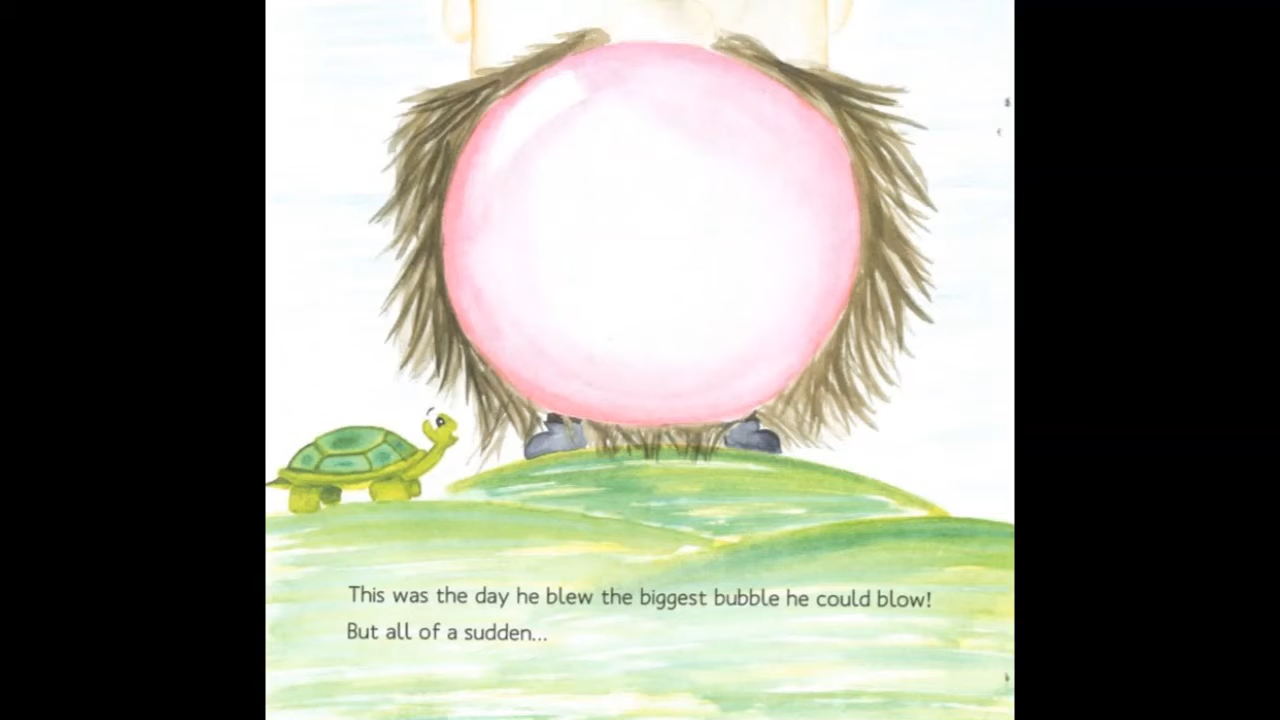 This was the day he blew the biggest bubble he could blow!
But all of a sudden...